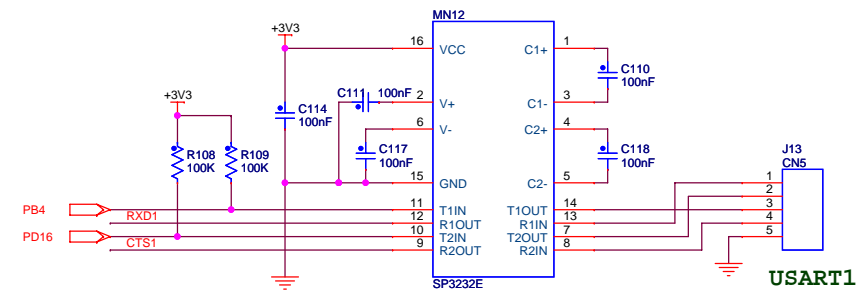 MN12
+3V3
16 VCC C1+ 1
+3V3
C111 100nF
2 V+ C1- 3
C110
100nF
C114
100nF
6 V- C2+ 4
R108
100K
R109
100K
C117
100nF
C118
100nF
J13
CN5
15 GND C2- 5
1
2
3
4
5
PB4
11 T1IN T1OUT 14
RXD1
12 R1OUT R1IN 13
PD16
10 T2IN T2OUT 7
CTS1
9 R2OUT R2IN 8
SP3232E
USART1